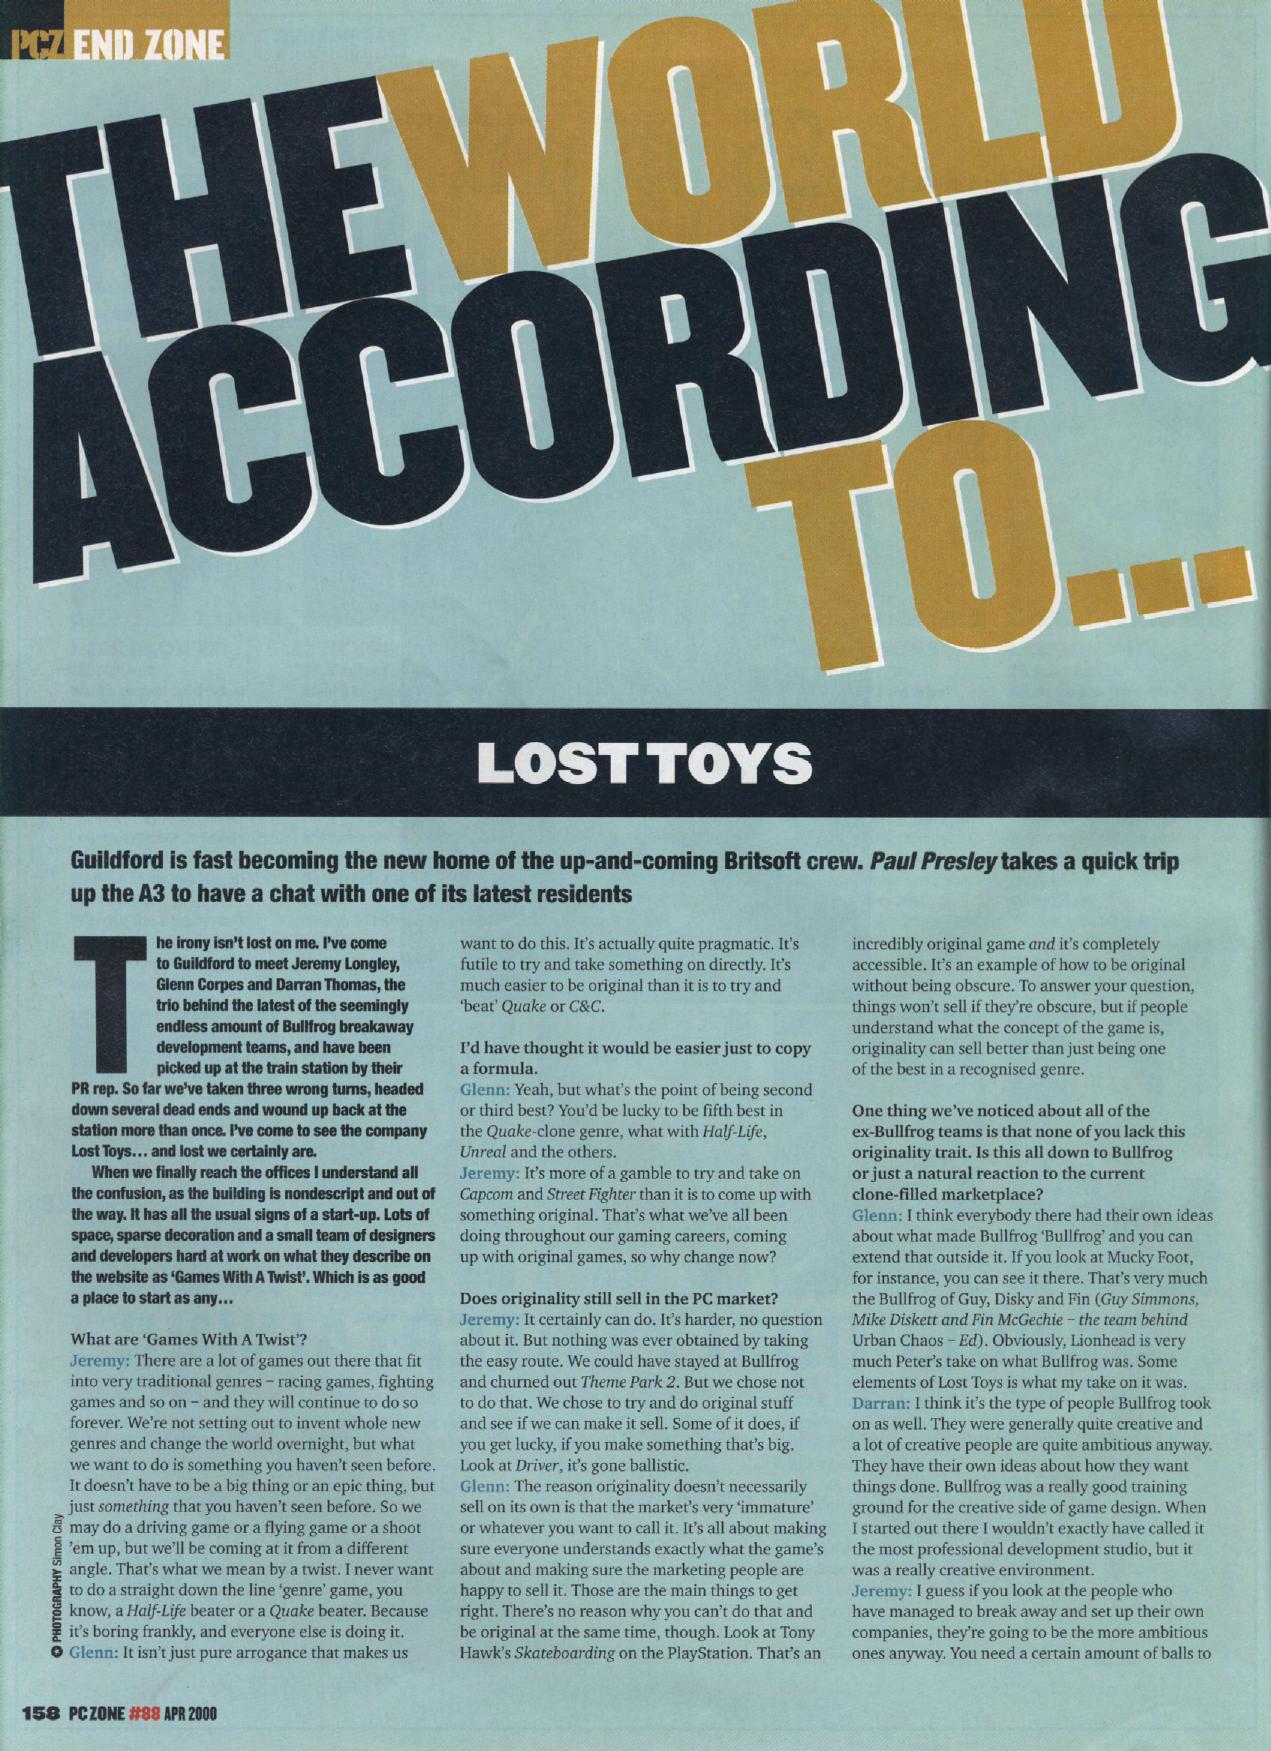 PCZ END ZONE
THE WORLD
ACCORDING
TO...
LOST TOYS
Guildford is fast becoming the new home of the up-and-coming Britsoft crew. Paul Presley takes a quick trip
up the A3 to have a chat with one of its latest residents
The irony isn't lost on me. I've come
to Guildford to meet Jeremy Longley,
Glenn Corpes and Darran Thomas, the
trio behind the latest of the seemingly
endless amount of Bullfrog breakaway
development teams, and have been
picked up at the train station by their
PR rep. So far we've taken three wrong turns, headed
down several dead ends and wound up back at the
station more than once. I've come to see the company
Lost Toys... and lost we certainly are.
When we finally reach the offices I understand all
the confusion, as the building is nondescript and out of
the way. It has all the usual signs of a start-up. Lots of
space, sparse decoration and a small team of designers
and developers hard at work on what they describe on
the website as 'Games With A Twist'. Which is as good
a place to start as any...
What are 'Games With A Twist'?
Jeremy: There are a lot of games out there that fit
into very traditional genres – racing games, fighting
games and so on – and they will continue to do so
forever. We're not setting out to invent whole new
genres and change the world overnight, but what
we want to do is something you haven't seen before.
It doesn't have to be a big thing or an epic thing, but
just something that you haven't seen before. So we
may do a driving game or a flying game or a shoot
'em up, but we'll be coming at it from a different
angle. That's what we mean by a twist. I never want
to do a straight down the line 'genre' game, you
know, a Half-Life beater or a Quake beater. Because
it's boring frankly, and everyone else is doing it.
Glenn: It isn't just pure arrogance that makes us
want to do this. It's actually quite pragmatic. It's
futile to try and take something on directly. It's
much easier to be original than it is to try and
'beat' Quake or C&C.
I'd have thought it would be easier just to copy
a formula.
Glenn: Yeah, but what's the point of being second
or third best? You'd be lucky to be fifth best in
the Quake-clone genre, what with Half-Life,
Unreal and the others.
Jeremy: It's more of a gamble to try and take on
Capcom and Street Fighter than it is to come up with
something original. That's what we've all been
doing throughout our gaming careers, coming
up with original games, so why change now?
Does originality still sell in the PC market?
Jeremy: It certainly can do. It's harder, no question
about it. But nothing was ever obtained by taking
the easy route. We could have stayed at Bullfrog
and churned out Theme Park 2. But we chose not
to do that. We chose to try and do original stuff
and see if we can make it sell. Some of it does, if
you get lucky, if you make something that's big.
Look at Driver, it's gone ballistic.
Glenn: The reason originality doesn't necessarily
sell on its own is that the market's very 'immature'
or whatever you want to call it. It's all about making
sure everyone understands exactly what the game's
about and making sure the marketing people are
happy to sell it. Those are the main things to get
right. There's no reason why you can't do that and
be original at the same time, though. Look at Tony
Hawk's Skateboarding on the PlayStation. That's an
incredibly original game and it's completely
accessible. It's an example of how to be original
without being obscure. To answer your question,
things won't sell if they're obscure, but if people
understand what the concept of the game is,
originality can sell better than just being one
of the best in a recognised genre.
One thing we've noticed about all of the
ex-Bullfrog teams is that none of you lack this
originality trait. Is this all down to Bullfrog
or just a natural reaction to the current
clone-filled marketplace?
Glenn: I think everybody there had their own ideas
about what made Bullfrog 'Bullfrog' and you can
extend that outside it. If you look at Mucky Foot,
for instance, you can see it there. That's very much
the Bullfrog of Guy, Disky and Fin (Guy Simmons,
Mike Diskett and Fin McGechie – the team behind
Urban Chaos – Ed). Obviously, Lionhead is very
much Peter's take on what Bullfrog was. Some
elements of Lost Toys is what my take on it was.
Darran: I think it's the type of people Bullfrog took
on as well. They were generally quite creative and
a lot of creative people are quite ambitious anyway.
They have their own ideas about how they want
things done. Bullfrog was a really good training
ground for the creative side of game design. When
I started out there I wouldn't exactly have called it
the most professional development studio, but it
was a really creative environment.
Jeremy: I guess if you look at the people who
have managed to break away and set up their own
companies, they're going to be the more ambitious
ones anyway. You need a certain amount of balls to
PHOTOGRAPHY Simon Clay
158 PC ZONE #88 APR 2000